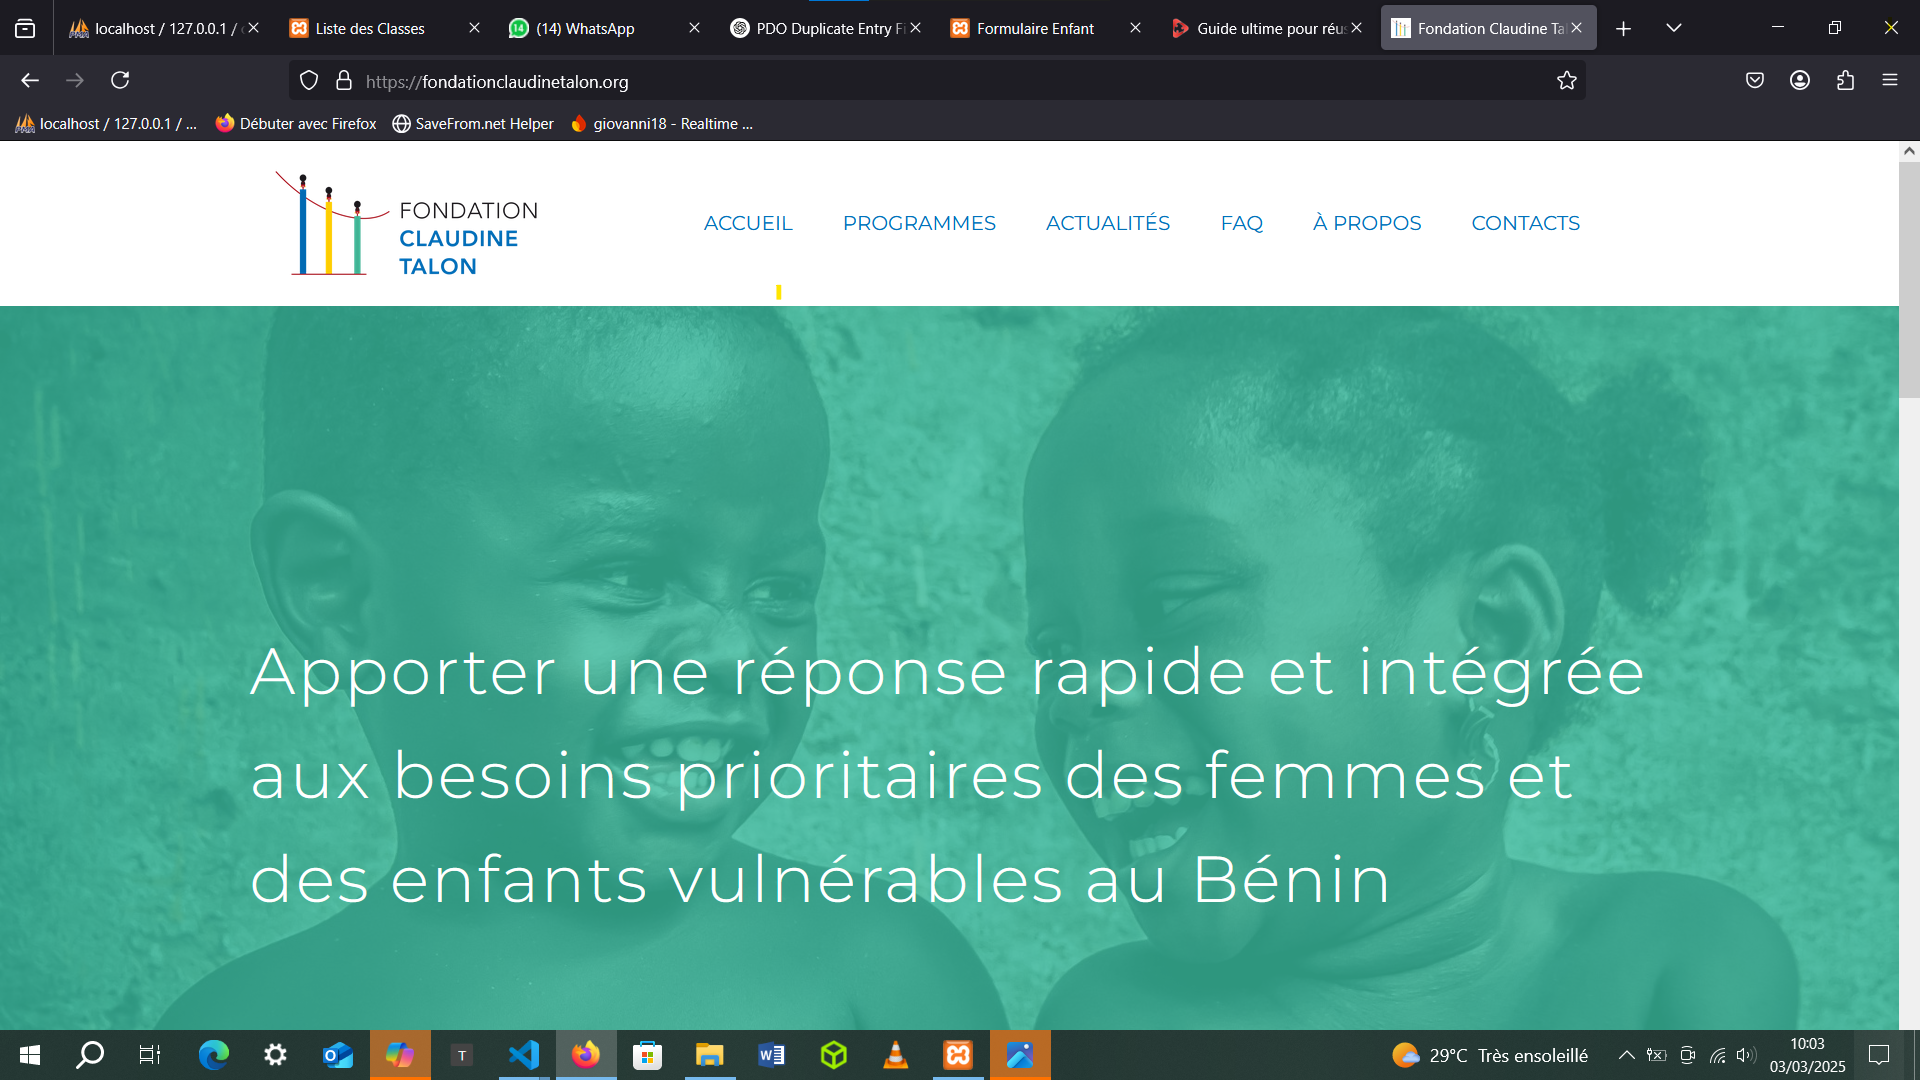 localhost / 127.0.0.1 /
Liste des Classes
(14) WhatsApp
PDO Duplicate Entry Fi
Formulaire Enfant
Guide ultime pour réus
Fondation Claudine Tal
https://fondationclaudinetalon.org
localhost / 127.0.0.1 / ...
Débuter avec Firefox
SaveFrom.net Helper
giovanni18 - Realtime ...
FONDATION
CLAUDINE
TALON
ACCUEIL
PROGRAMMES
ACTUALITÉS
FAQ
À PROPOS
CONTACTS
Apporter une réponse rapide et intégrée
aux besoins prioritaires des femmes et
des enfants vulnérables au Bénin
T
29°C Très ensoleillé
10:03
03/03/2025